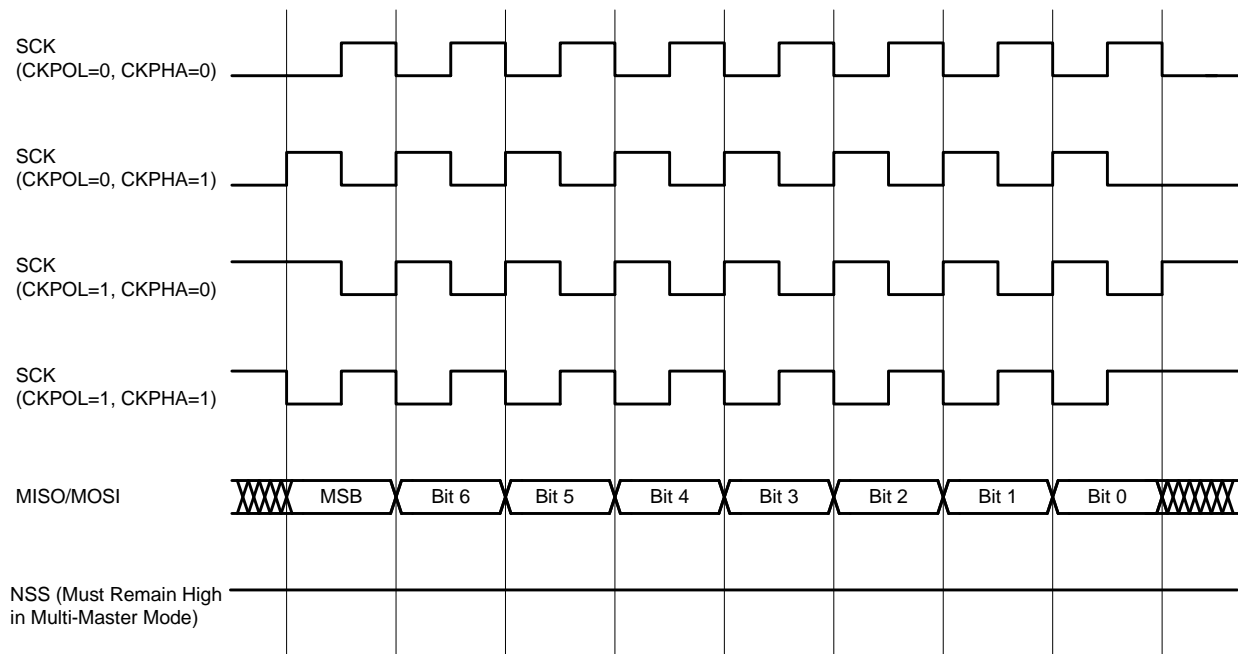 SCK
(CKPOL=0, CKPHA=0)
SCK
(CKPOL=0, CKPHA=1)
SCK
(CKPOL=1, CKPHA=0)
SCK
(CKPOL=1, CKPHA=1)
MISO/MOSI MSB Bit 6 Bit 5 Bit 4 Bit 3 Bit 2 Bit 1 Bit 0
NSS (Must Remain High
in Multi-Master Mode)